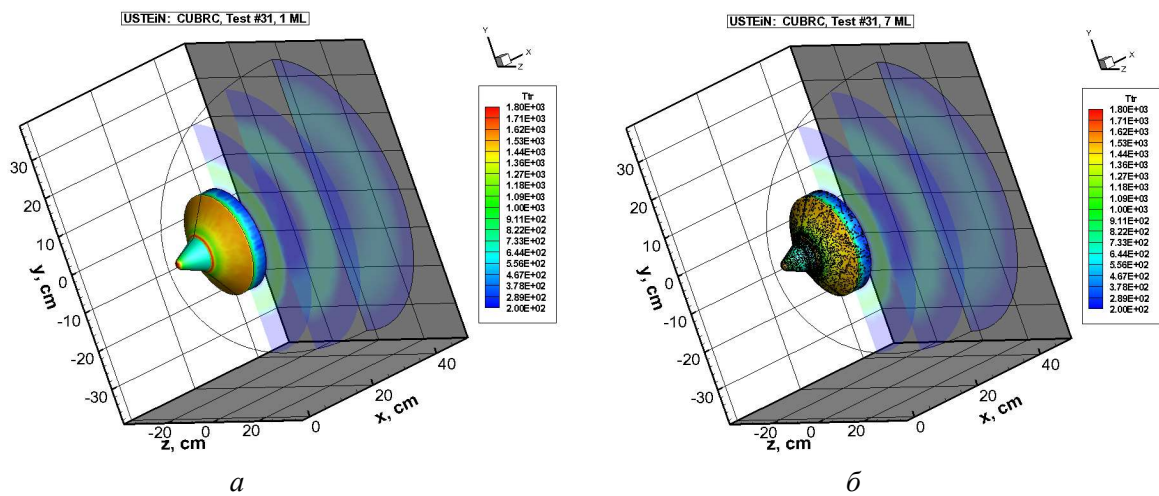 USTEiN: CUBRC, Test #31, 1 ML
Y
X
Z
Ttr
1.80E+03
1.71E+03
1.62E+03
1.53E+03
1.44E+03
1.36E+03
1.27E+03
1.18E+03
1.09E+03
1.00E+03
9.11E+02
8.22E+02
7.33E+02
6.44E+02
5.56E+02
4.67E+02
3.78E+02
2.89E+02
2.00E+02
30
20
10
0
-10
-20
-30
y, cm
-20
0
20
z, cm
0
20
40
x, cm
а
USTEiN: CUBRC, Test #31, 7 ML
Y
X
Z
Ttr
1.80E+03
1.71E+03
1.62E+03
1.53E+03
1.44E+03
1.36E+03
1.27E+03
1.18E+03
1.09E+03
1.00E+03
9.11E+02
8.22E+02
7.33E+02
6.44E+02
5.56E+02
4.67E+02
3.78E+02
2.89E+02
2.00E+02
30
20
10
0
-10
-20
-30
y, cm
-20
0
20
z, cm
0
20
40
x, cm
б